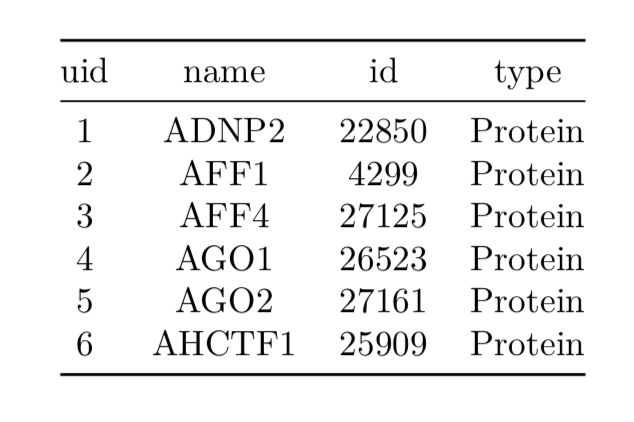 uid name id type
1 ADNP2 22850 Protein
2 AFF1 4299 Protein
3 AFF4 27125 Protein
4 AGO1 26523 Protein
5 AGO2 27161 Protein
6 AHCTF1 25909 Protein